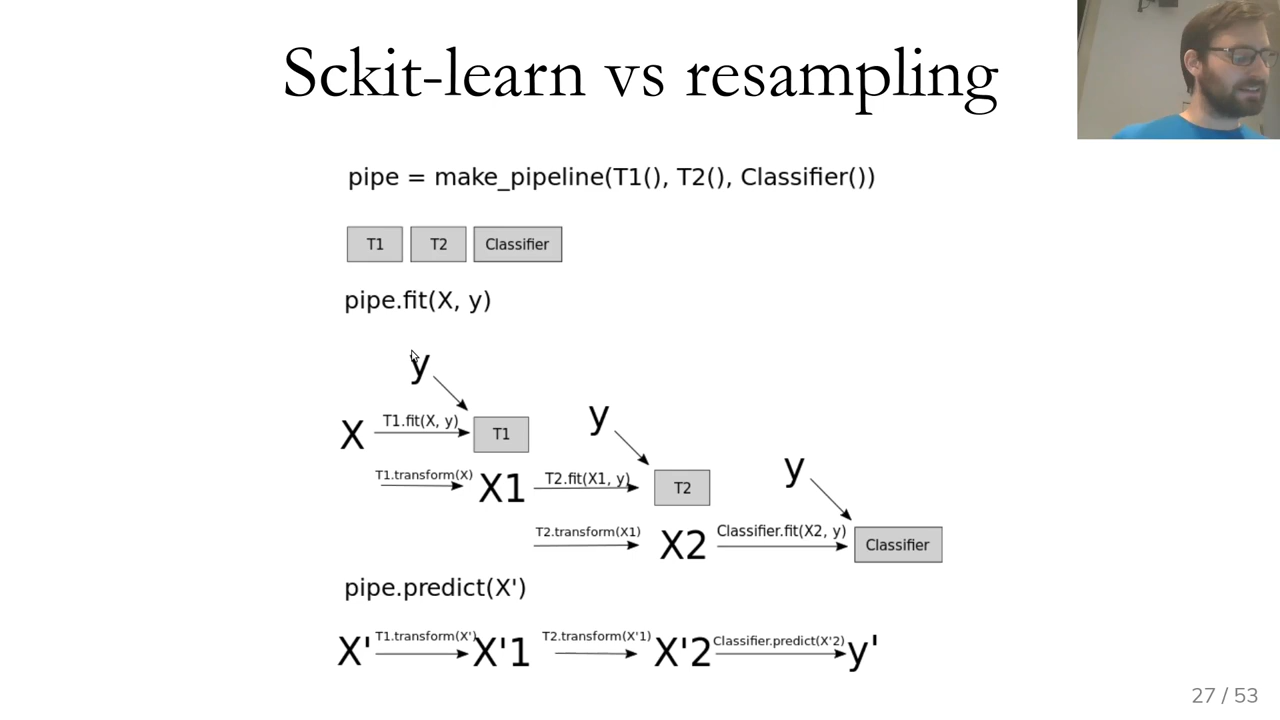 Sckit-learn vs resampling
pipe = make_pipeline(T1(), T2(), Classifier())
T1 T2 Classifier
pipe.fit(X, y)
y
X T1.fit(X, y) T1
y
T1.transform(X) X1 T2.fit(X1, y) T2
y
T2.transform(X1) X2 Classifier.fit(X2, y) Classifier
pipe.predict(X')
X' T1.transform(X') X'1 T2.transform(X'1) X'2 Classifier.predict(X'2) y'
27 / 53